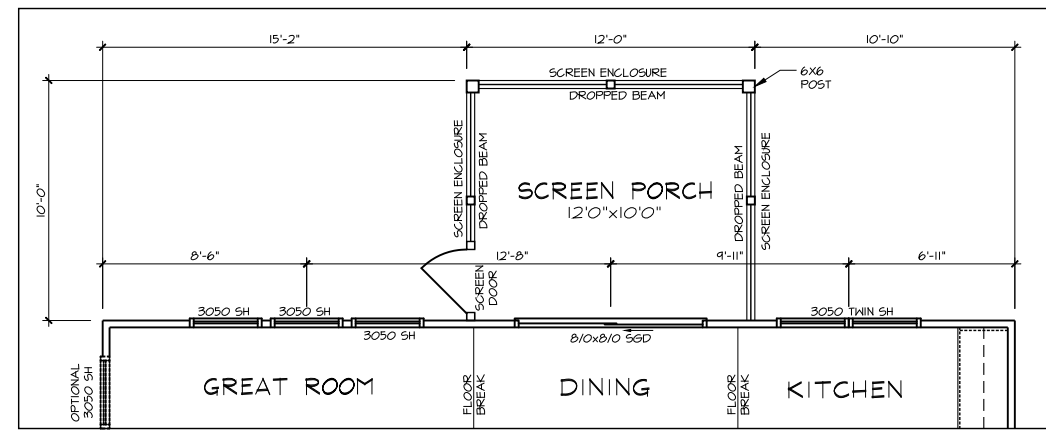 15'-2"
12'-0"
10'-10"
SCREEN ENCLOSURE
DROPPED BEAM
6X6
POST
SCREEN ENCLOSURE
DROPPED BEAM
DROPPED BEAM
SCREEN ENCLOSURE
10'-0"
SCREEN PORCH
12'0"x10'0"
8'-6"
12'-8"
9'-11"
6'-11"
SCREEN
DOOR
3050 SH
3050 SH
3050 SH
8/0x8/0 SGD
3050 TWIN SH
OPTIONAL
3050 SH
GREAT ROOM
FLOOR
BREAK
DINING
FLOOR
BREAK
KITCHEN